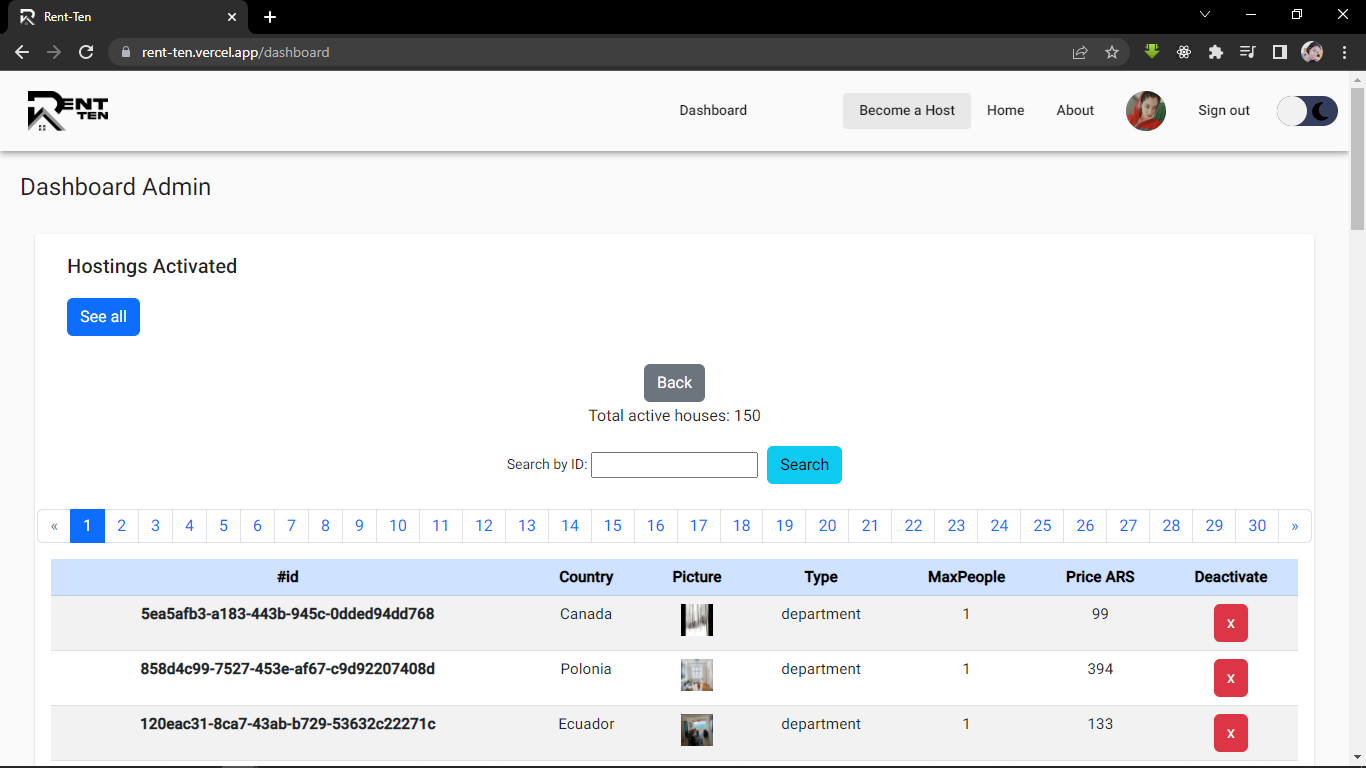 Rent-Ten
rent-ten.vercel.app/dashboard
RENT TEN
Dashboard Become a Host Home About Sign out
Dashboard Admin
Hostings Activated
See all
Back
Total active houses: 150
Search by ID: Search
« 1 2 3 4 5 6 7 8 9 10 11 12 13 14 15 16 17 18 19 20 21 22 23 24 25 26 27 28 29 30 »
#id Country Picture Type MaxPeople Price ARS Deactivate
5ea5afb3-a183-443b-945c-0dded94dd768 Canada department 1 99 x
858d4c99-7527-453e-af67-c9d92207408d Polonia department 1 394 x
120eac31-8ca7-43ab-b729-53632c22271c Ecuador department 1 133 x